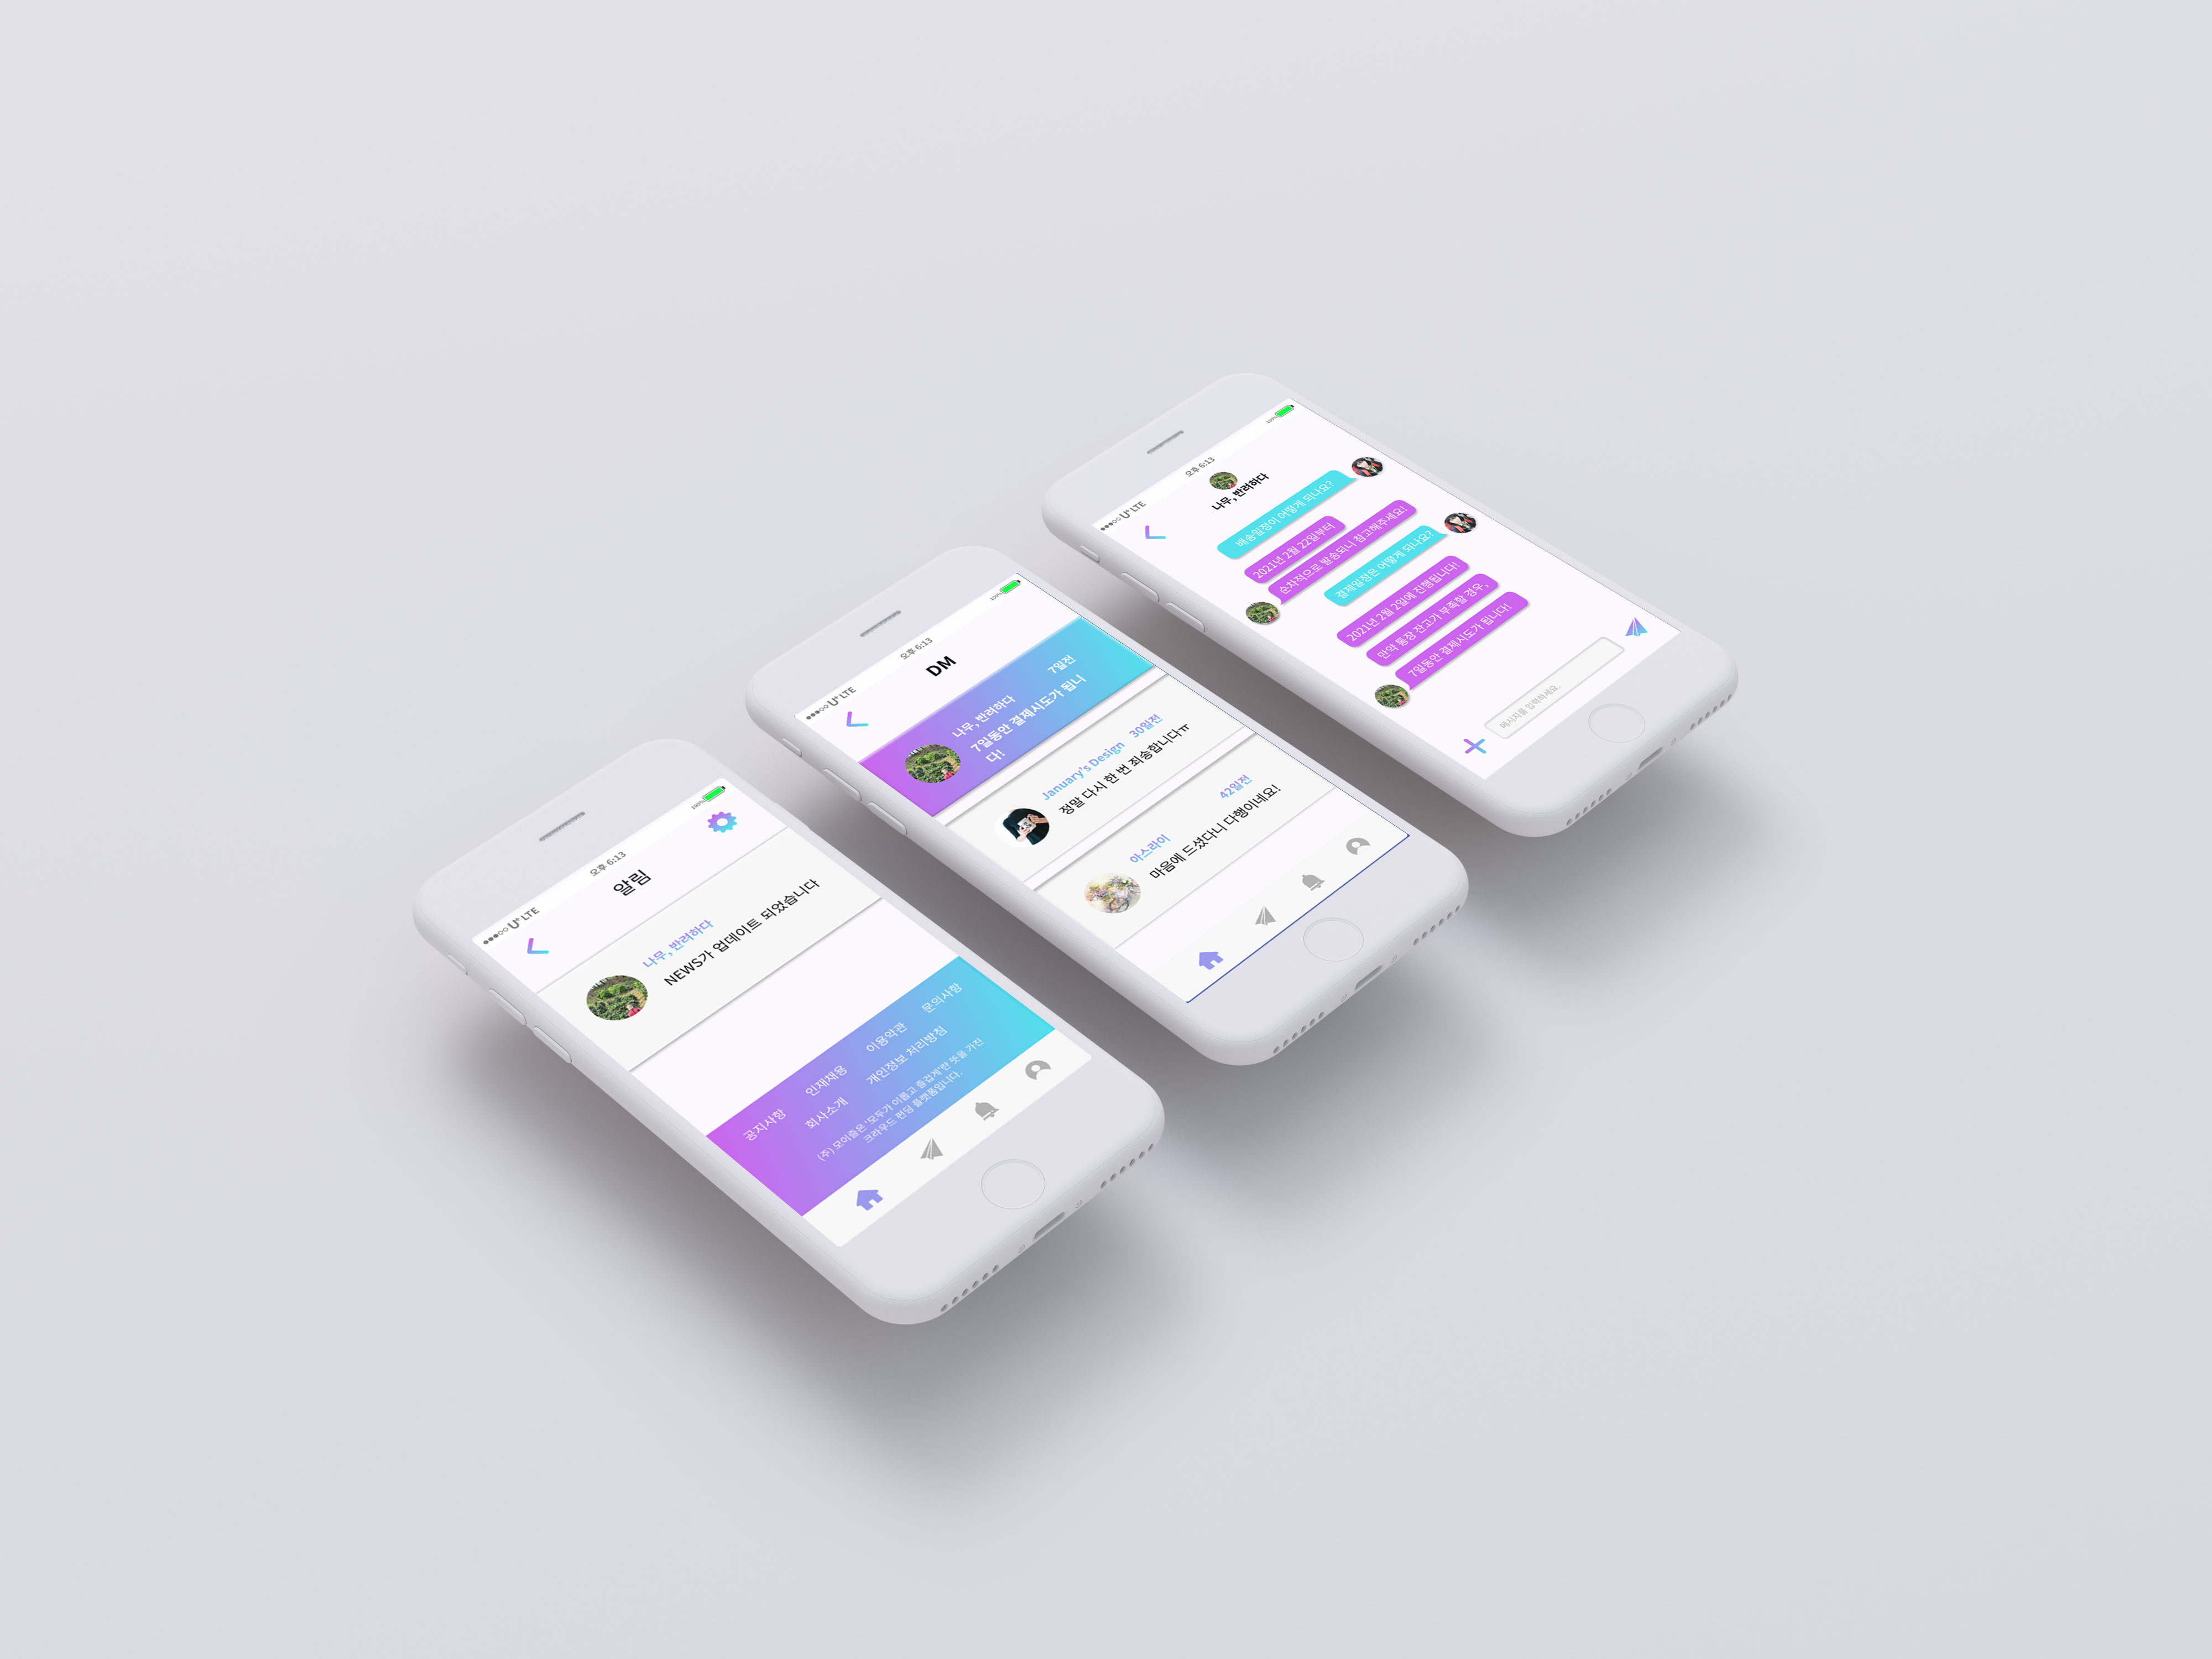 U⁺ LTE
오후 6:13
100%
알림
나무, 반려하다
NEWS가 업데이트 되었습니다
공지사항
인재채용
이용약관
문의사항
회사소개
개인정보 처리방침
(주) 모이즐은 '모두가 이롭고 즐겁게'란 뜻을 가진
크라우드 펀딩 플랫폼입니다.
U⁺ LTE
오후 6:13
100%
DM
나무, 반려하다
7일전
7일동안 결제시도가 됩니
다!
January's Design
30일전
정말 다시 한 번 죄송합니다ㅠ
아스라이
42일전
마음에 드셨다니 다행이네요!
U⁺ LTE
오후 6:13
100%
나무, 반려하다
배송일정이 어떻게 되나요?
2021년 2월 22일부터
순차적으로 발송되니 참고해주세요!
결제일정은 어떻게 되나요?
2021년 2월 2일에 진행됩니다!
만약 통장 잔고가 부족할 경우,
7일동안 결제시도가 됩니다!
메시지를 입력하세요.